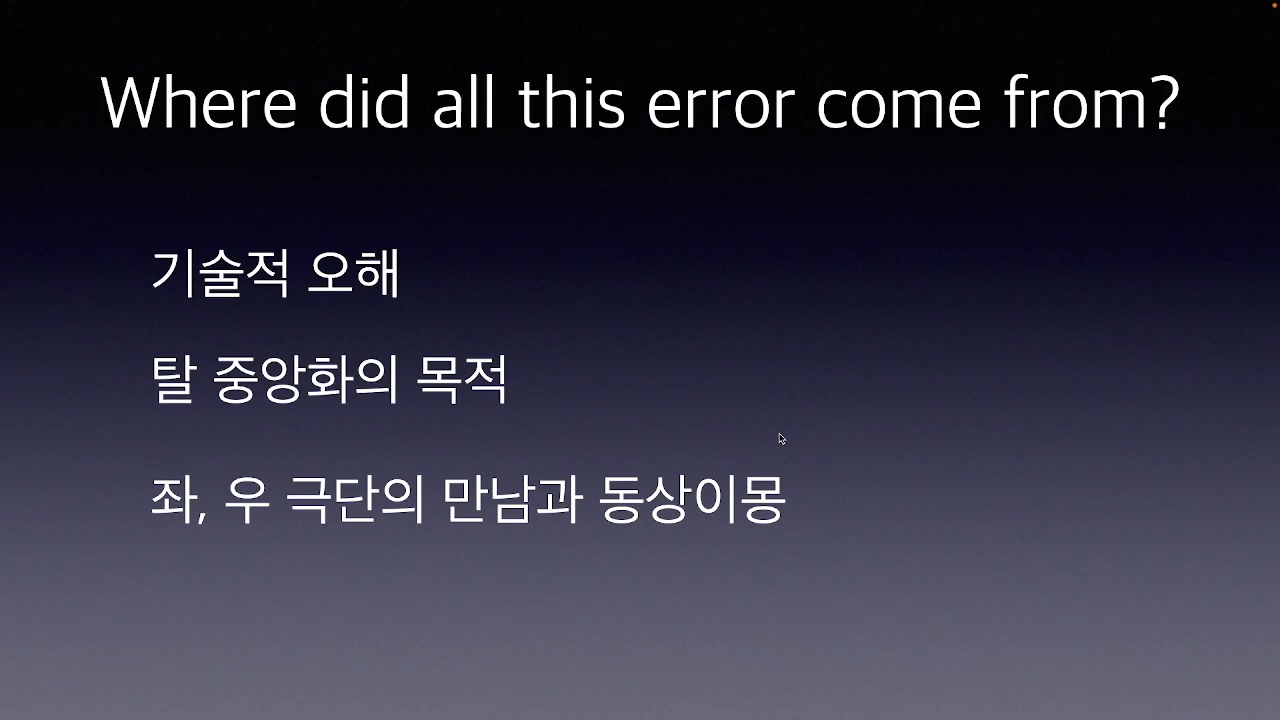 Where did all this error come from?
기술적 오해
탈 중앙화의 목적
좌, 우 극단의 만남과 동상이몽